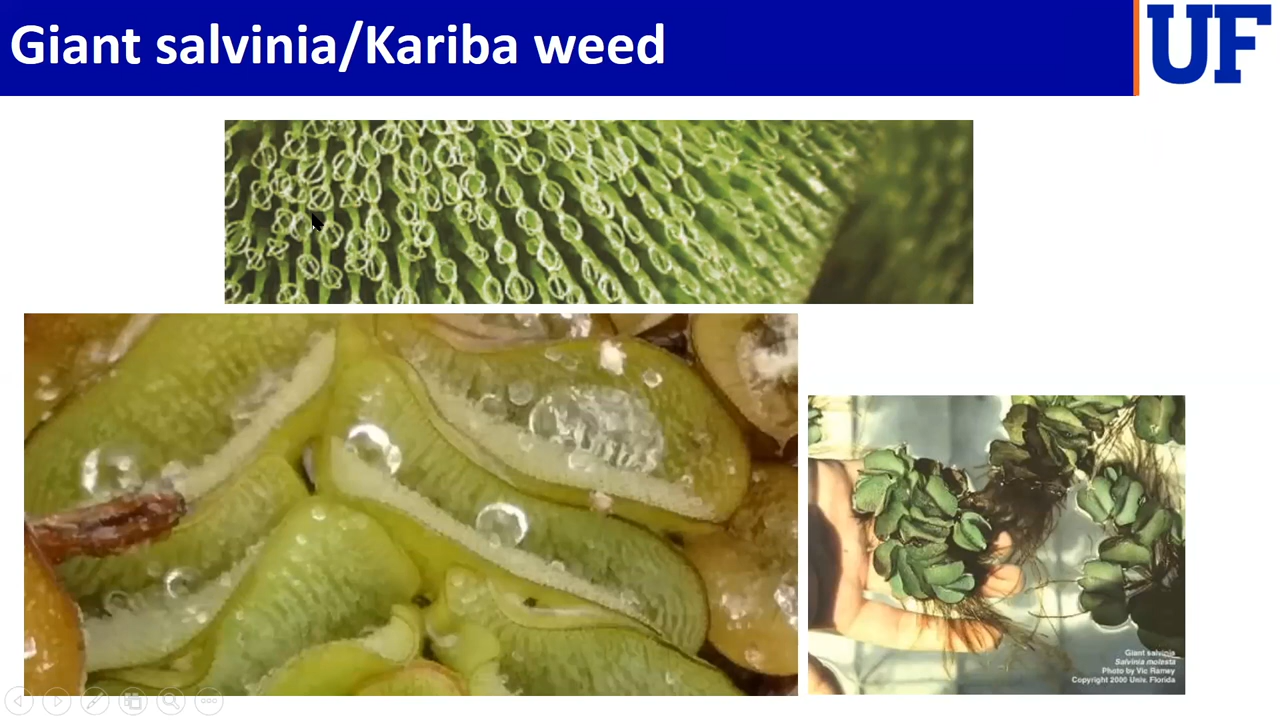 Giant salvinia/Kariba weed
UF
Giant salvinia
Salvinia molesta
Photo by Vic Ramey
Copyright 2000 Univ. Florida